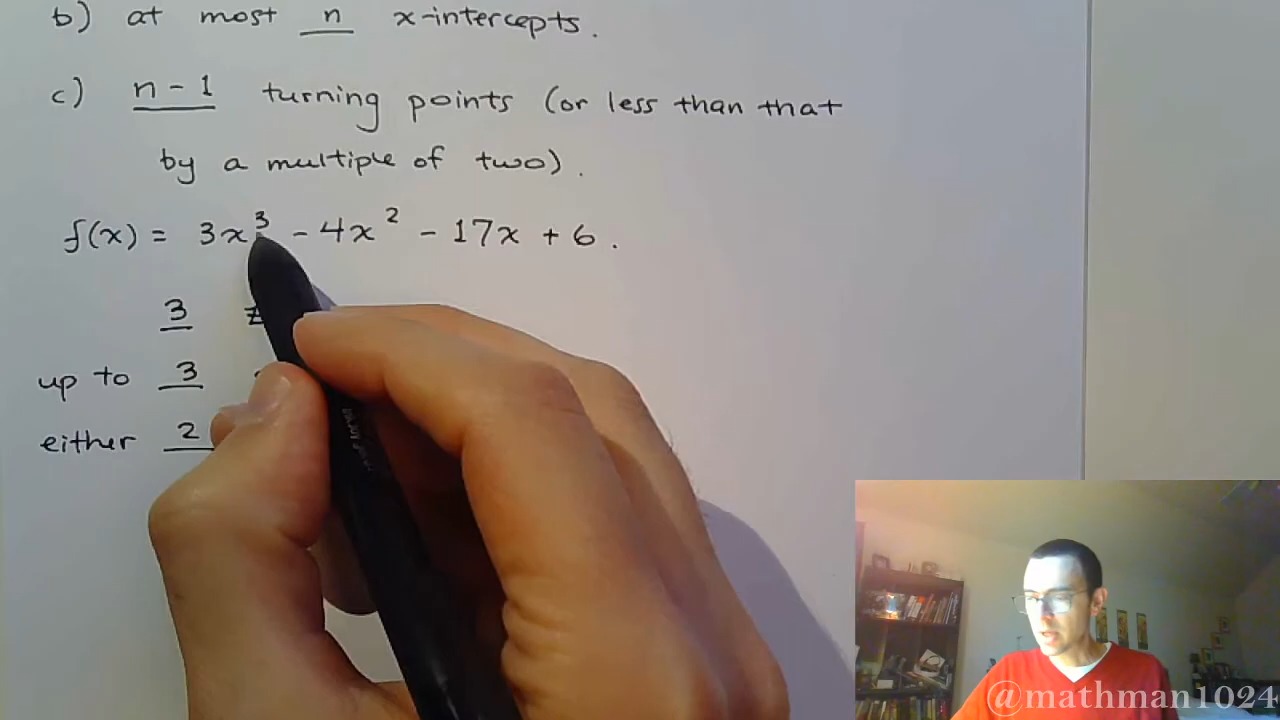 b) at most n x-intercepts.
c) n - 1 turning points (or less than that
by a multiple of two).
f(x) = 3x³ - 4x² - 17x + 6.
3
up to 3
either 2
@mathman1024